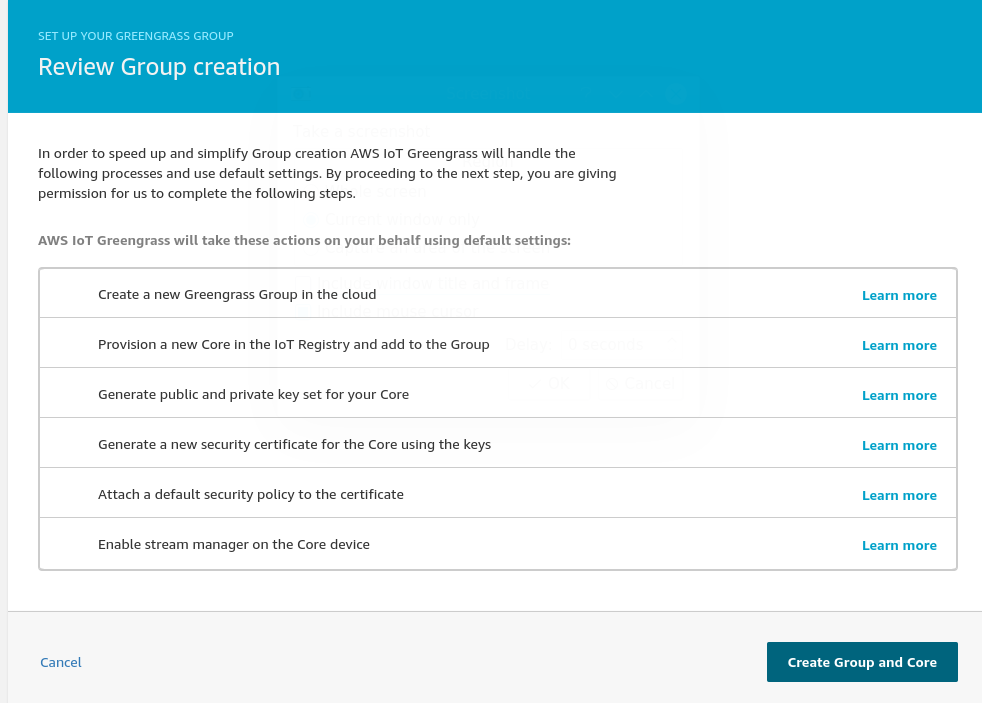 SET UP YOUR GREENGRASS GROUP
Review Group creation
In order to speed up and simplify Group creation AWS IoT Greengrass will handle the
following processes and use default settings. By proceeding to the next step, you are giving
permission for us to complete the following steps.
AWS IoT Greengrass will take these actions on your behalf using default settings:
Create a new Greengrass Group in the cloud
Learn more
Provision a new Core in the IoT Registry and add to the Group
Learn more
Generate public and private key set for your Core
Learn more
Generate a new security certificate for the Core using the keys
Learn more
Attach a default security policy to the certificate
Learn more
Enable stream manager on the Core device
Learn more
Cancel
Create Group and Core